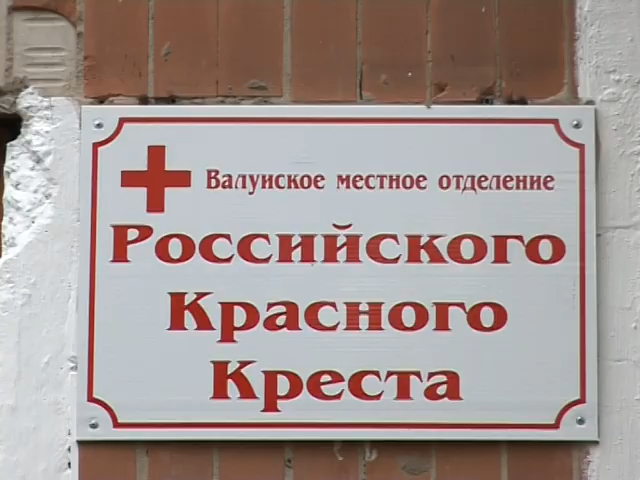 Валуйское местное отделение
Российского
Красного
Креста